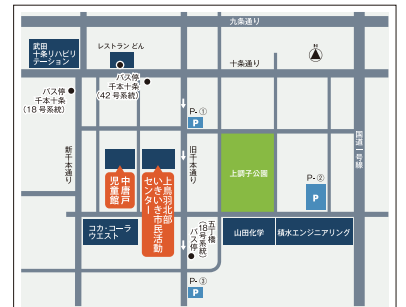 九条通り
武田
十条リハビリ
テーション
レストラン どん
十条通り
バス停
千本十条
(18号系統)
バス停
千本十条
(42号系統)
P-①
P
新千本通り
旧千本通り
国道一号線
中唐戸
児童館
上鳥羽北部
いきいき市民活動
センター
上調子公園
P-②
P
コカ・コーラ
ウエスト
五丁橋
(18号系統)
バス停
山田化学
積水エンジニアリング
P-③
P